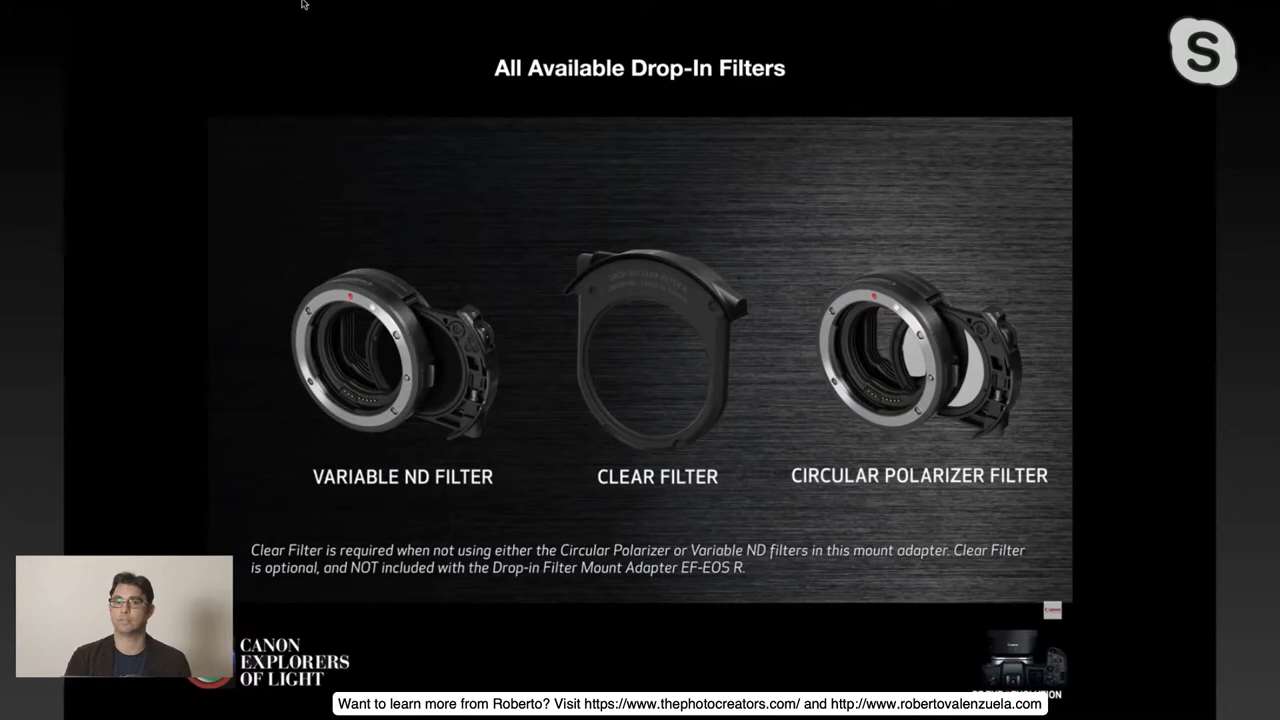 All Available Drop-In Filters
S
VARIABLE ND FILTER
CLEAR FILTER
CIRCULAR POLARIZER FILTER
Clear Filter is required when not using either the Circular Polarizer or Variable ND filters in this mount adapter. Clear Filter
is optional, and NOT included with the Drop-in Filter Mount Adapter EF-EOS R.
Canon
CANON
EXPLORERS
OF LIGHT
Want to learn more from Roberto? Visit https://www.thephotocreators.com/ and http://www.robertovalenzuela.com